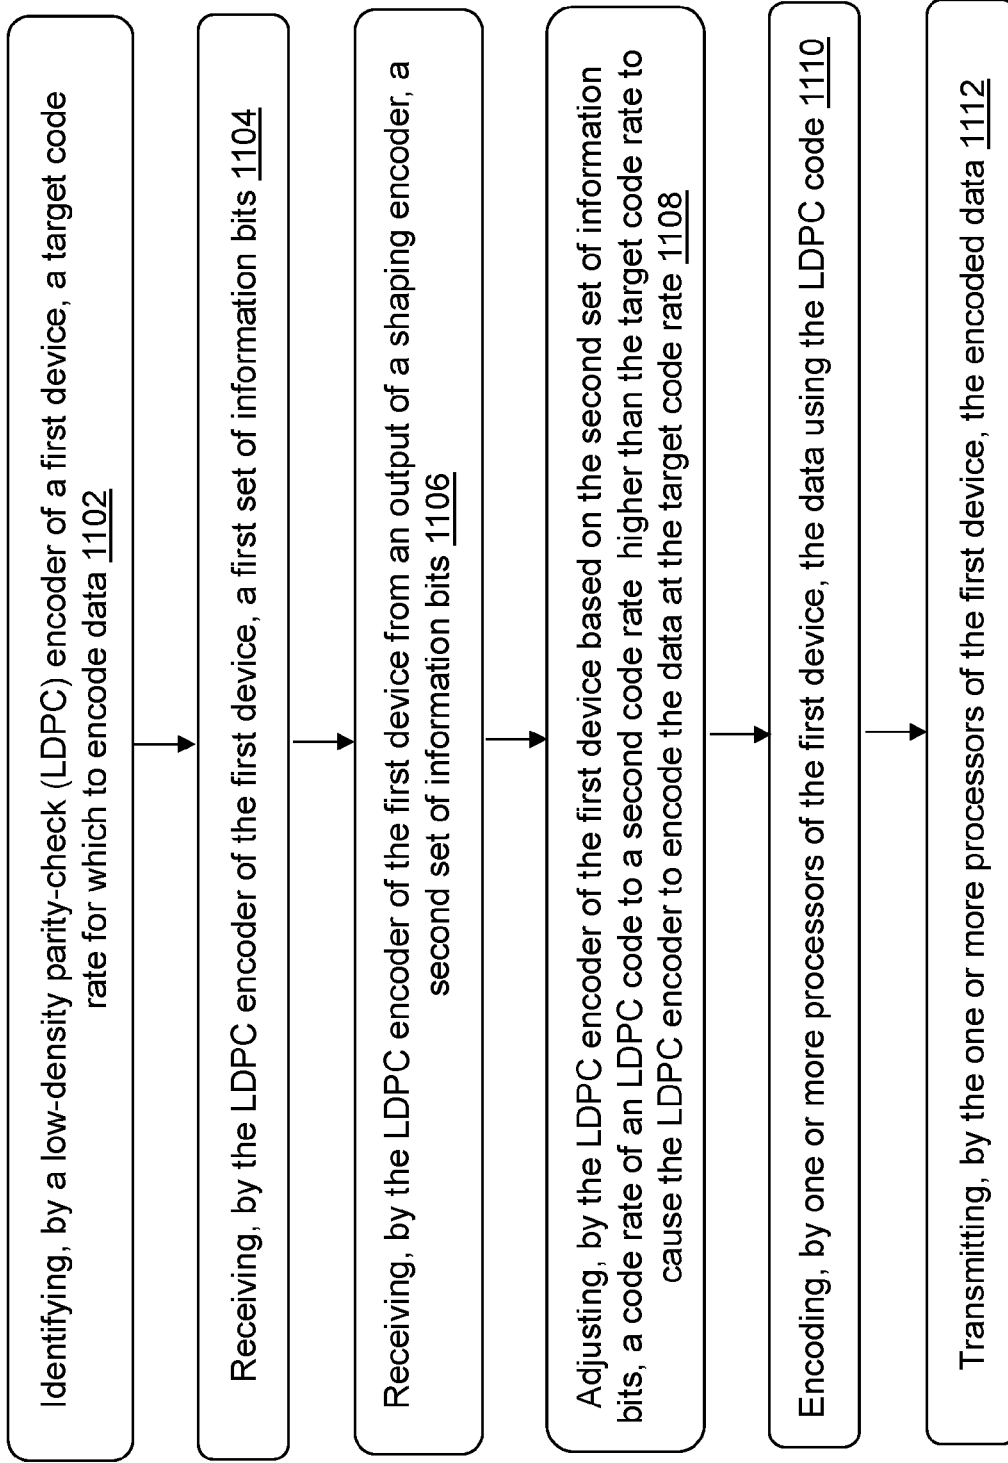 Identifying, by a low-density parity-check (LDPC) encoder of a first device, a target code
rate for which to encode data 1102
Receiving, by the LDPC encoder of the first device, a first set of information bits 1104
Receiving, by the LDPC encoder of the first device from an output of a shaping encoder, a
second set of information bits 1106
Adjusting, by the LDPC encoder of the first device based on the second set of information
bits, a code rate of an LDPC code to a second code rate higher than the target code rate to
cause the LDPC encoder to encode the data at the target code rate 1108
Encoding, by one or more processors of the first device, the data using the LDPC code 1110
Transmitting, by the one or more processors of the first device, the encoded data 1112